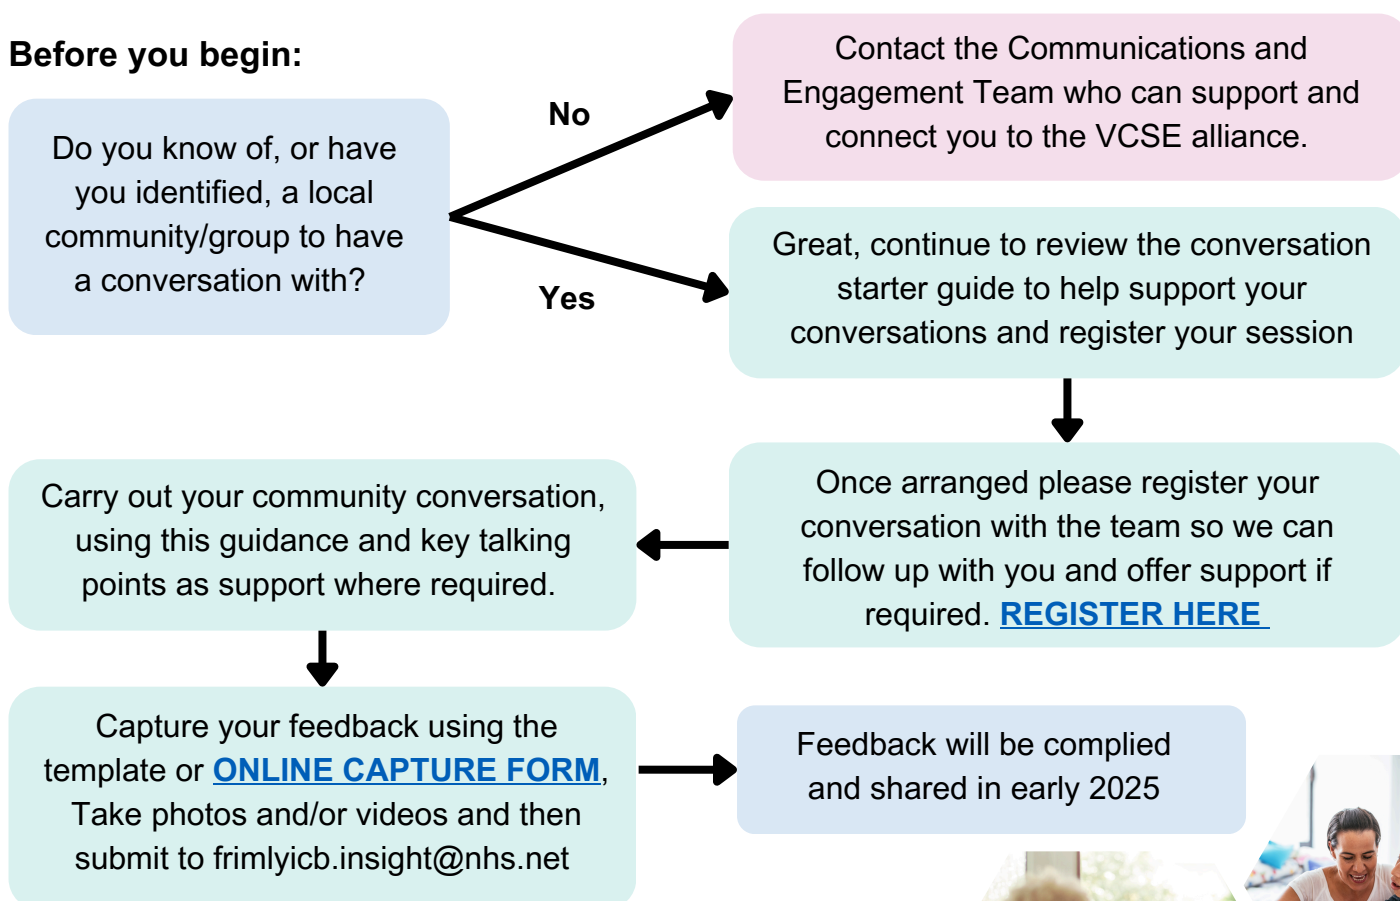 Before you begin:
Do you know of, or have
you identified, a local
community/group to have
a conversation with?
No
Yes
Contact the Communications and
Engagement Team who can support and
connect you to the VCSE alliance.
Great, continue to review the conversation
starter guide to help support your
conversations and register your session
Once arranged please register your
conversation with the team so we can
follow up with you and offer support if
required. REGISTER HERE
Carry out your community conversation,
using this guidance and key talking
points as support where required.
Capture your feedback using the
template or ONLINE CAPTURE FORM,
Take photos and/or videos and then
submit to frimlyicb.insight@nhs.net
Feedback will be complied
and shared in early 2025